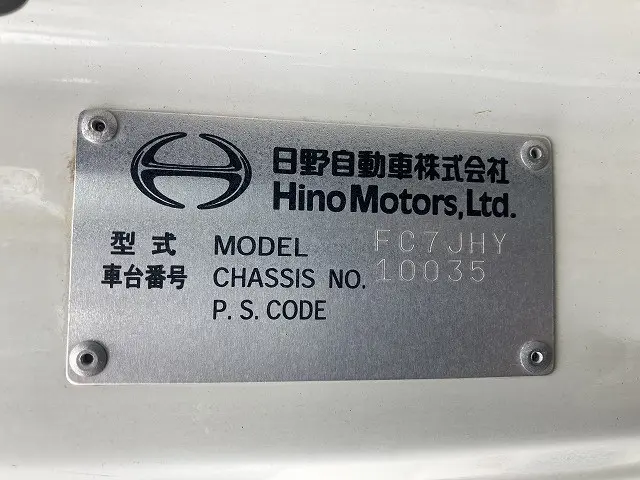 日野自動車株式会社
Hino Motors, Ltd.
型式 MODEL FC7JHY
車台番号 CHASSIS NO. 10035
P. S. CODE